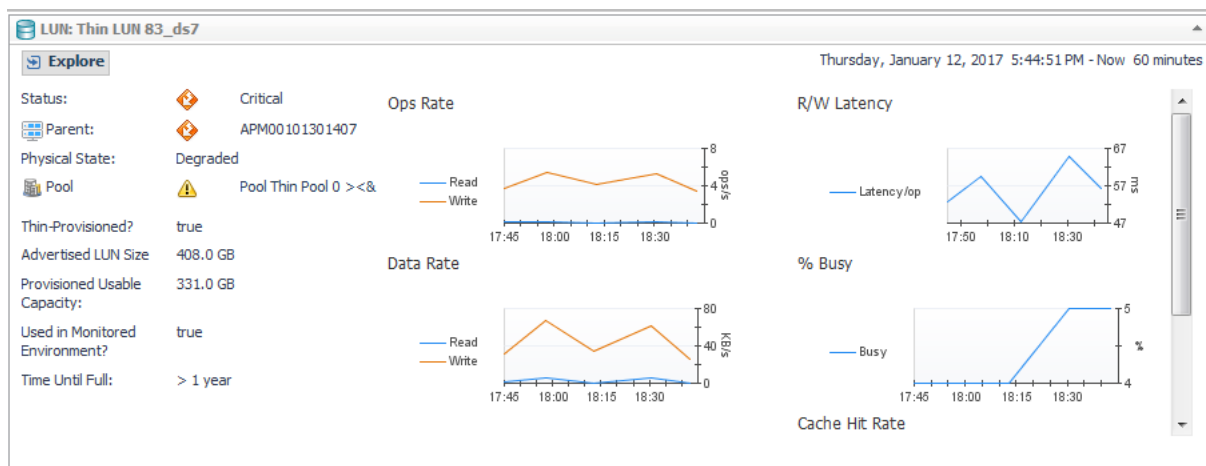 LUN: Thin LUN 83_ds7
Explore
Thursday, January 12, 2017 5:44:51 PM - Now 60 minutes
Status: Critical
Parent: APM00101301407
Physical State: Degraded
Pool Pool Thin Pool 0 ><&
Thin-Provisioned? true
Advertised LUN Size 408.0 GB
Provisioned Usable
Capacity: 331.0 GB
Used in Monitored
Environment? true
Time Until Full: > 1 year
Ops Rate
Read
Write
8
4
0
ops/s
17:45 18:00 18:15 18:30
Data Rate
Read
Write
80
40
0
KB/s
17:45 18:00 18:15 18:30
R/W Latency
Latency/op
67
57
47
ms
17:50 18:10 18:30
% Busy
Busy
5
4
%
17:45 18:00 18:15 18:30
Cache Hit Rate